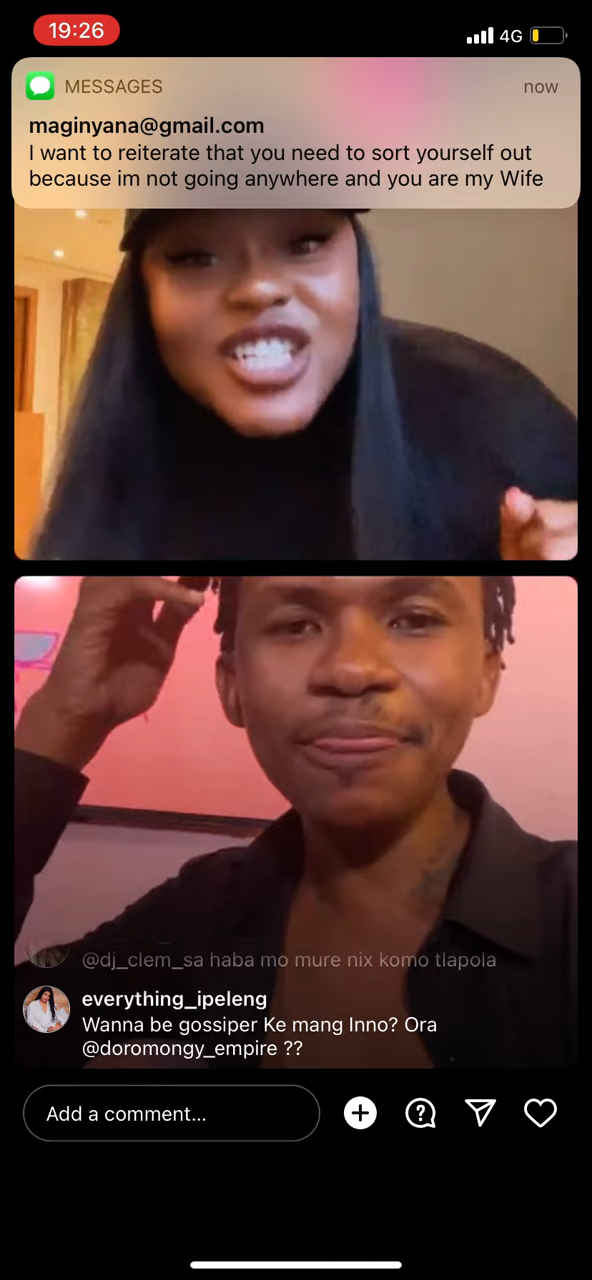 19:26
4G
MESSAGES
now
maginyana@gmail.com
I want to reiterate that you need to sort yourself out
because im not going anywhere and you are my Wife
@dj_clem_sa haba mo mure nix komo tlapola
everything_ipeleng
Wanna be gossiper Ke mang Inno? Ora
@doromongy_empire ??
Add a comment...